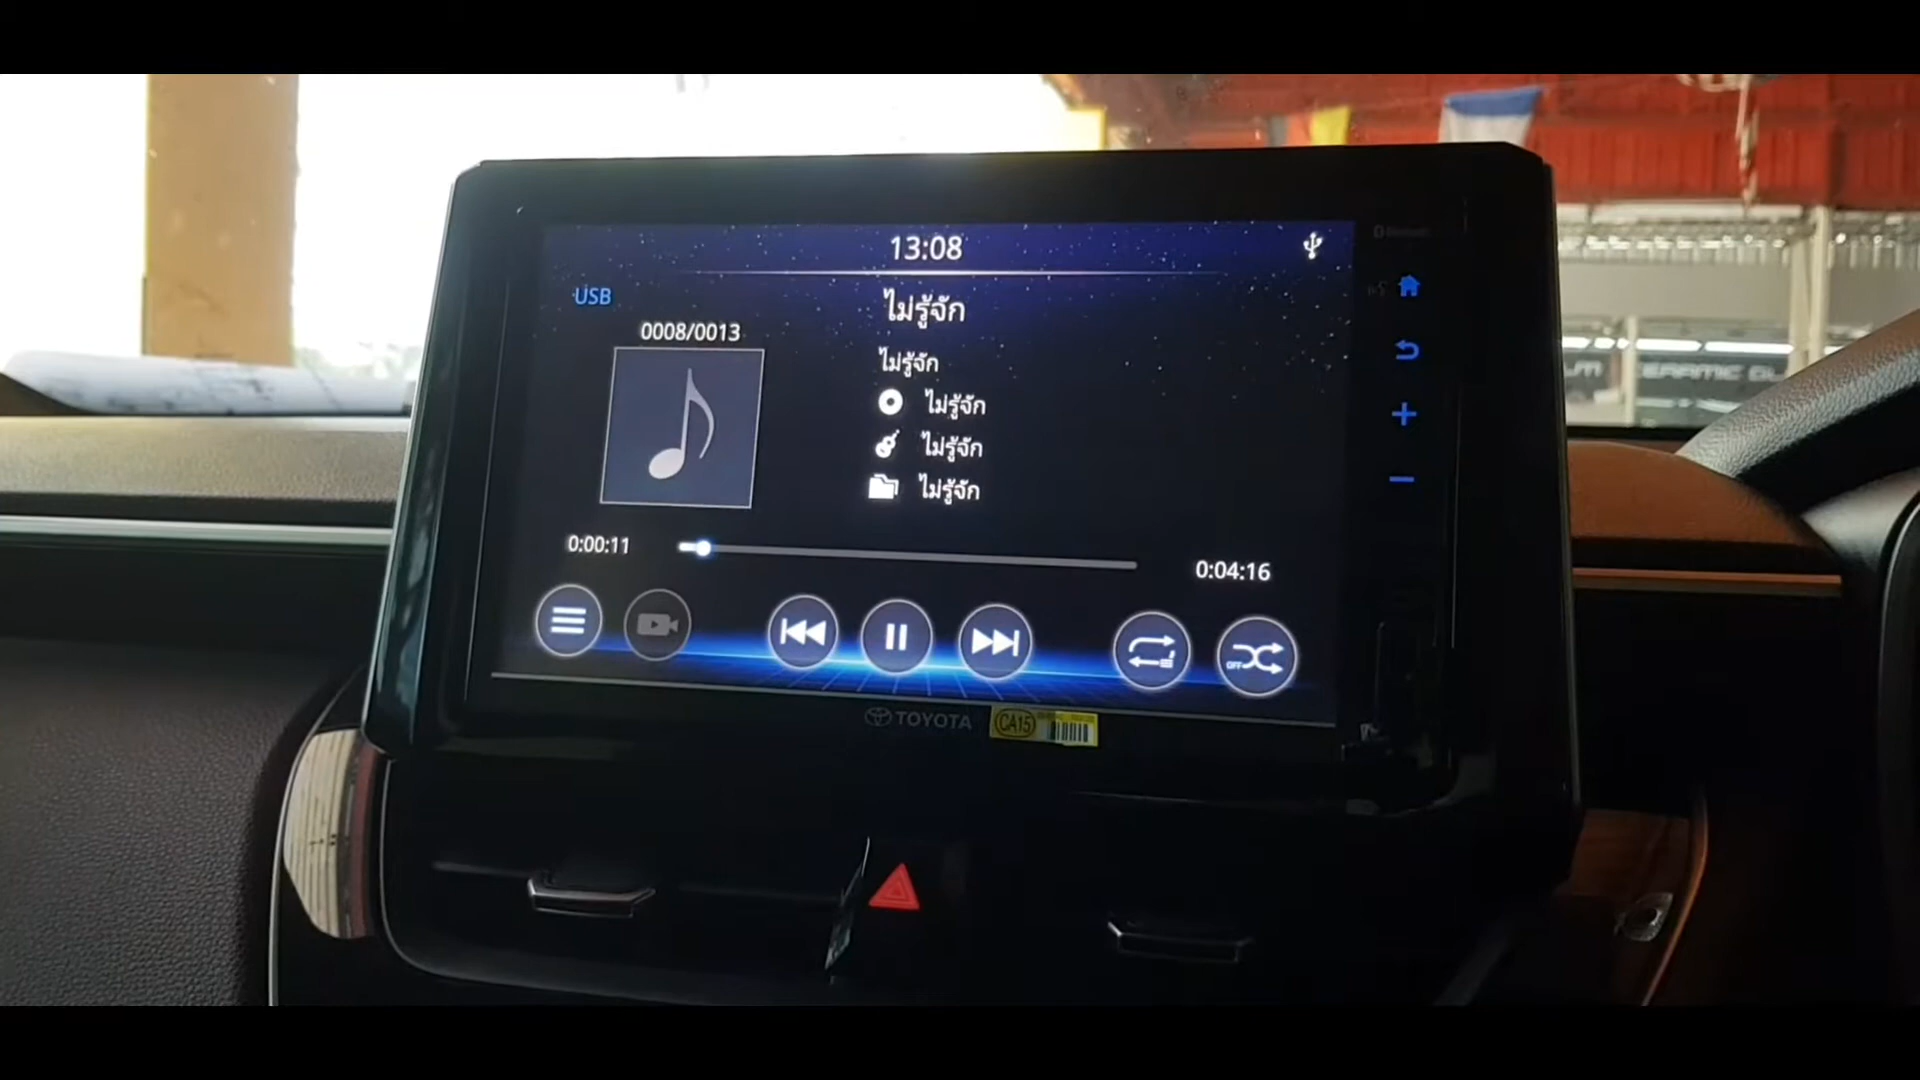 13:08
USB
ไม่รู้จัก
0008/0013
ไม่รู้จัก
ไม่รู้จัก
ไม่รู้จัก
ไม่รู้จัก
0:00:11
0:04:16
OFF
TOYOTA
CA15
CERAMIC